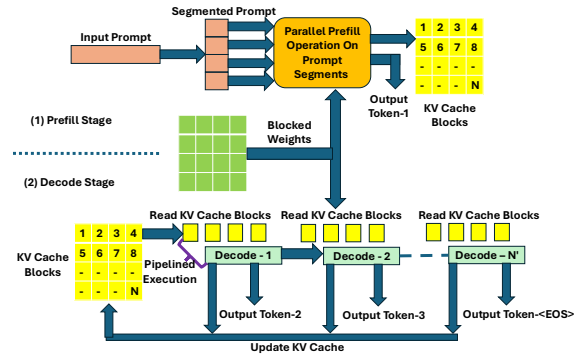 Segmented Prompt
Input Prompt
Parallel Prefill
Operation On
Prompt
Segments
1 2 3 4
5 6 7 8
- - - -
- - - N
Output
Token-1
KV Cache
Blocks
(1) Prefill Stage
Blocked
Weights
(2) Decode Stage
Read KV Cache Blocks
Read KV Cache Blocks
Read KV Cache Blocks
1 2 3 4
5 6 7 8
- - - -
- - - N
KV Cache
Blocks
Pipelined
Execution
Decode - 1
Decode - 2
Decode – N'
Output Token-2
Output Token-3
Output Token-<EOS>
Update KV Cache